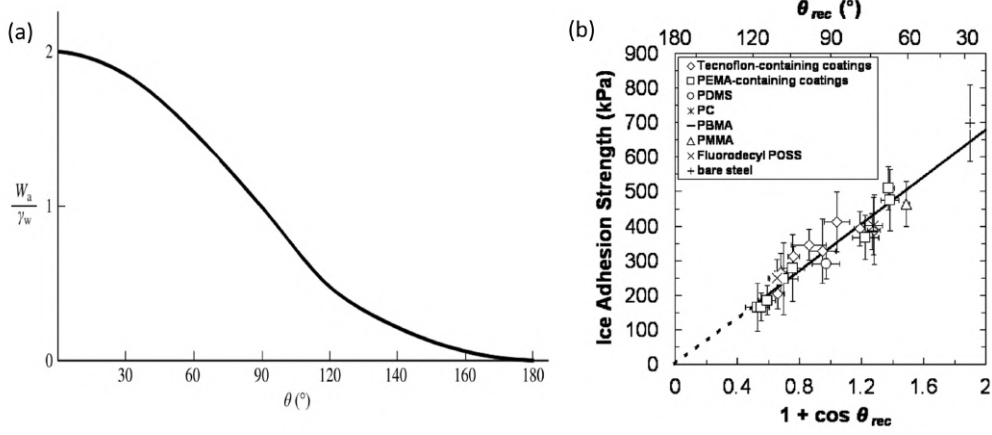 (a)
2
1
0
W_a
γ_w
30
60
90
120
140
160
180
θ (°)
(b)
θ_rec (°)
180
120
90
60
30
900
800
700
600
500
400
300
200
100
0
Ice Adhesion Strength (kPa)
Tecnoflon-containing coatings
PEMA-containing coatings
PDMS
PC
PBMA
PMMA
Fluorodecyl POSS
bare steel
0
0.4
0.8
1.2
1.6
2
1 + cos θ_rec